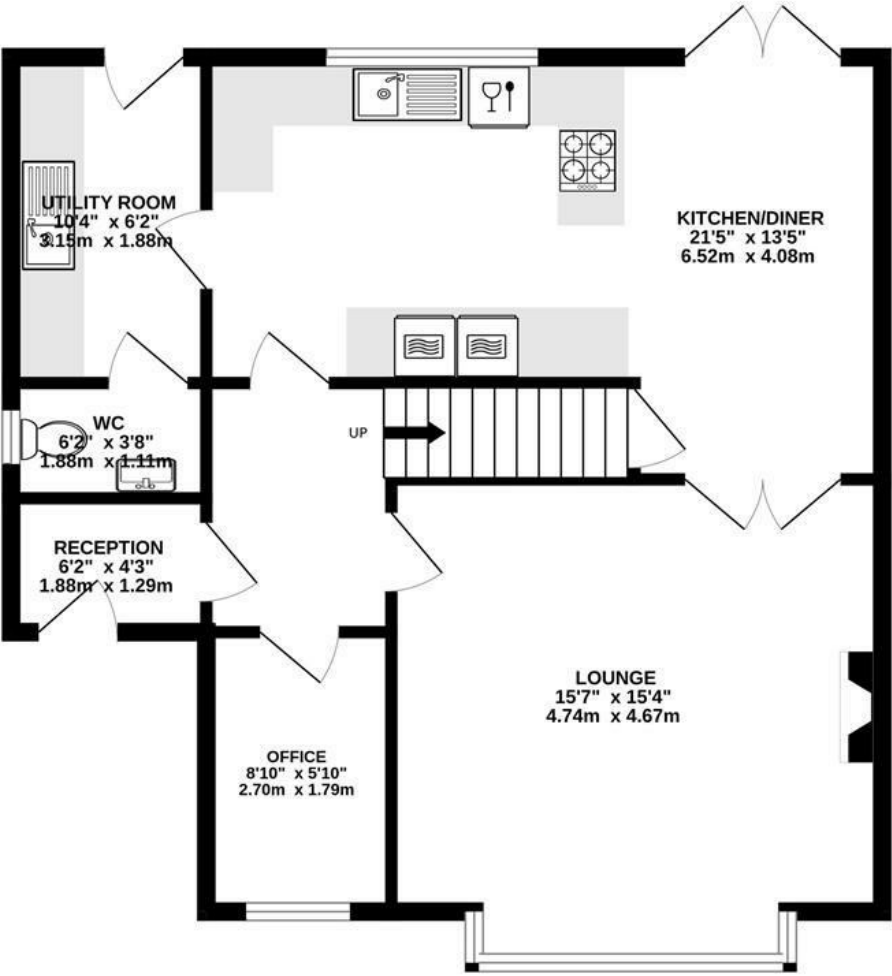 UTILITY ROOM
10'4" x 6'2"
3.15m x 1.88m
KITCHEN/DINER
21'5" x 13'5"
6.52m x 4.08m
WC
6'2" x 3'8"
1.88m x 1.11m
UP
RECEPTION
6'2" x 4'3"
1.88m x 1.29m
LOUNGE
15'7" x 15'4"
4.74m x 4.67m
OFFICE
8'10" x 5'10"
2.70m x 1.79m